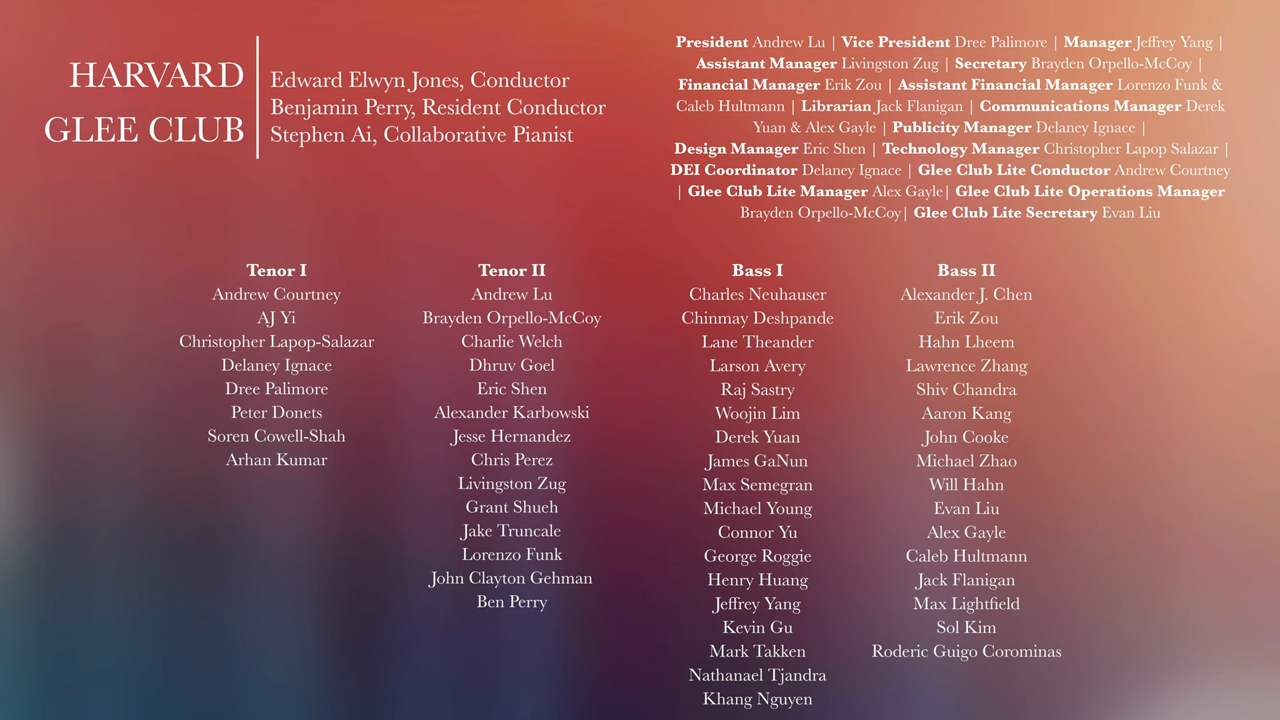 HARVARD
GLEE CLUB
Edward Elwyn Jones, Conductor
Benjamin Perry, Resident Conductor
Stephen Ai, Collaborative Pianist
President Andrew Lu | Vice President Dree Palimore | Manager Jeffrey Yang |
Assistant Manager Livingston Zug | Secretary Brayden Orpello-McCoy |
Financial Manager Erik Zou | Assistant Financial Manager Lorenzo Funk &
Caleb Hultmann | Librarian Jack Flanigan | Communications Manager Derek
Yuan & Alex Gayle | Publicity Manager Delaney Ignace |
Design Manager Eric Shen | Technology Manager Christopher Lapop Salazar |
DEI Coordinator Delaney Ignace | Glee Club Lite Conductor Andrew Courtney
| Glee Club Lite Manager Alex Gayle| Glee Club Lite Operations Manager
Brayden Orpello-McCoy| Glee Club Lite Secretary Evan Liu
Tenor I
Andrew Courtney
AJ Yi
Christopher Lapop-Salazar
Delaney Ignace
Dree Palimore
Peter Donets
Soren Cowell-Shah
Arhan Kumar
Tenor II
Andrew Lu
Brayden Orpello-McCoy
Charlie Welch
Dhruv Goel
Eric Shen
Alexander Karbowski
Jesse Hernandez
Chris Perez
Livingston Zug
Grant Shueh
Jake Truncale
Lorenzo Funk
John Clayton Gehman
Ben Perry
Bass I
Charles Neuhauser
Chinmay Deshpande
Lane Theander
Larson Avery
Raj Sastry
Woojin Lim
Derek Yuan
James GaNun
Max Semegran
Michael Young
Connor Yu
George Roggie
Henry Huang
Jeffrey Yang
Kevin Gu
Mark Takken
Nathanael Tjandra
Khang Nguyen
Bass II
Alexander J. Chen
Erik Zou
Hahn Lheem
Lawrence Zhang
Shiv Chandra
Aaron Kang
John Cooke
Michael Zhao
Will Hahn
Evan Liu
Alex Gayle
Caleb Hultmann
Jack Flanigan
Max Lightfield
Sol Kim
Roderic Guigo Corominas